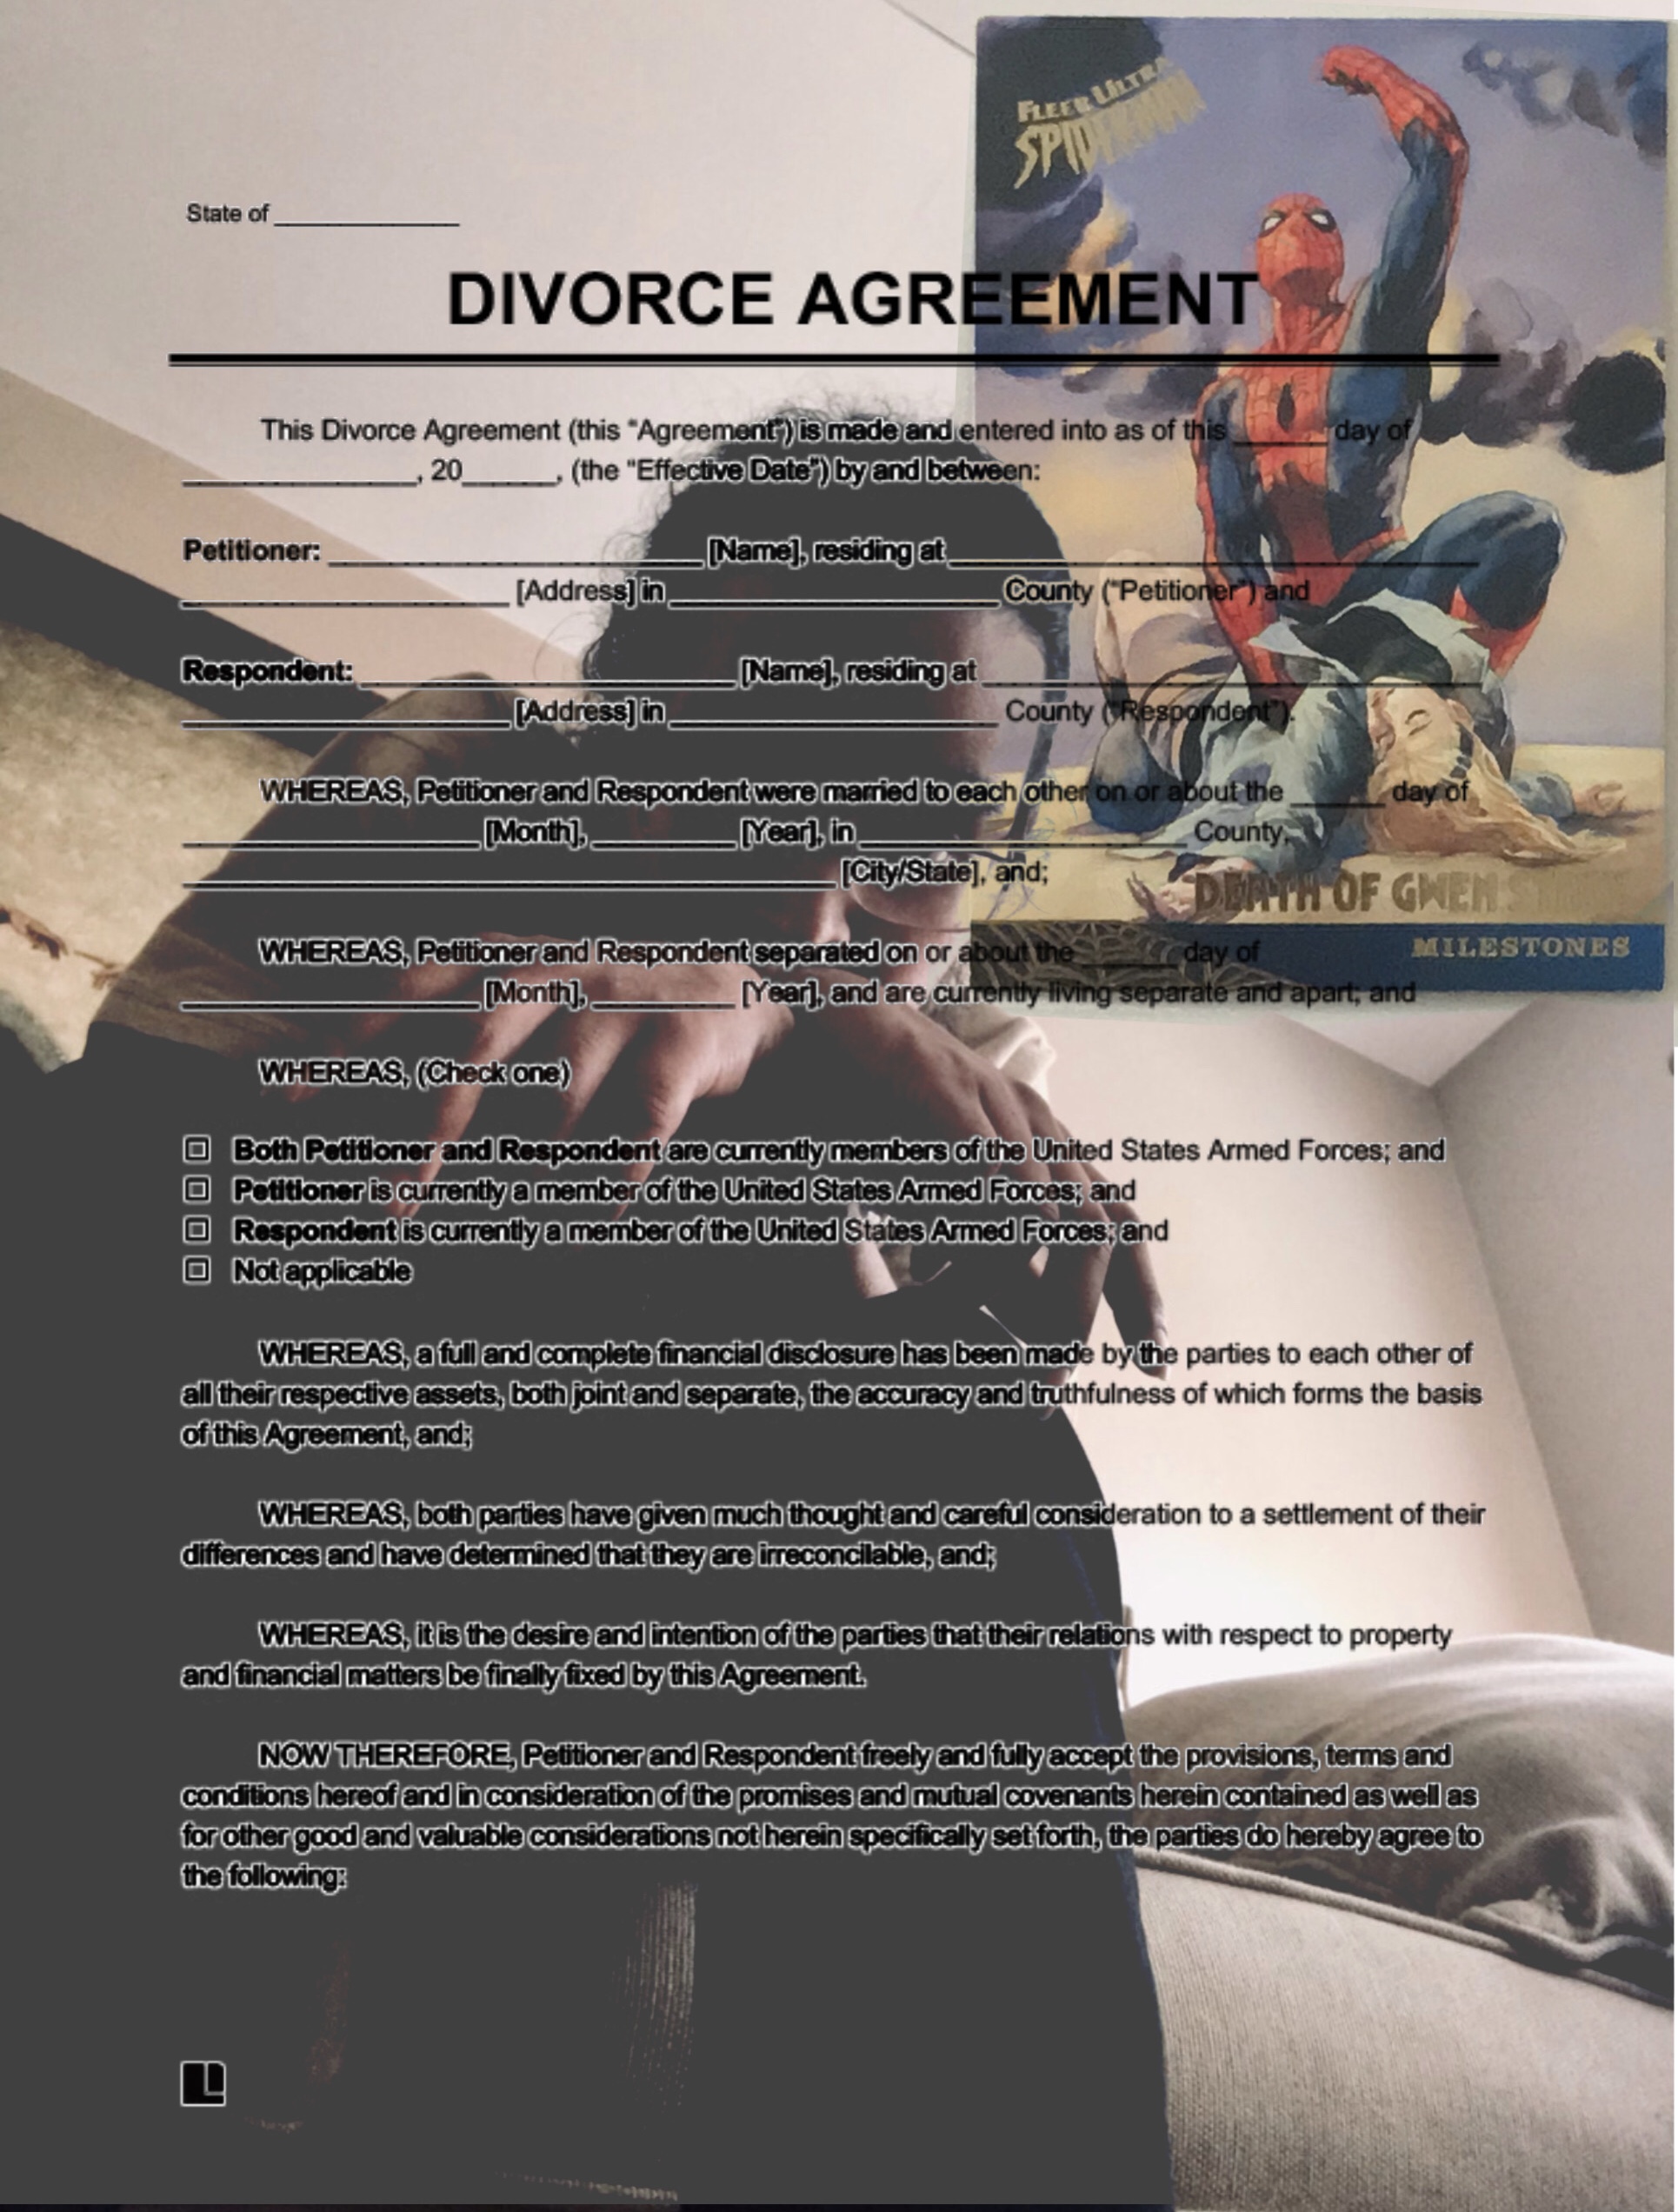 FLEER ULTRA
SPIDER-MAN
State of ______________
DIVORCE AGREEMENT
This Divorce Agreement (this “Agreement”) is made and entered into as of this ______ day of
_______________, 20______, (the “Effective Date”) by and between:
Petitioner: ________________________ [Name], residing at __________________________________
_____________________ [Address] in _____________________ County (“Petitioner”) and
Respondent: ________________________ [Name], residing at ________________________________
_____________________ [Address] in _____________________ County (“Respondent”).
WHEREAS, Petitioner and Respondent were married to each other on or about the ______ day of
___________________ [Month], _________ [Year], in _____________________ County,
__________________________________________ [City/State], and;
DEATH OF GWEN STACY
MILESTONES
WHEREAS, Petitioner and Respondent separated on or about the ______ day of
___________________ [Month], _________ [Year], and are currently living separate and apart; and
WHEREAS, (Check one)
☐ Both Petitioner and Respondent are currently members of the United States Armed Forces; and
☐ Petitioner is currently a member of the United States Armed Forces; and
☐ Respondent is currently a member of the United States Armed Forces; and
☐ Not applicable
WHEREAS, a full and complete financial disclosure has been made by the parties to each other of
all their respective assets, both joint and separate, the accuracy and truthfulness of which forms the basis
of this Agreement, and;
WHEREAS, both parties have given much thought and careful consideration to a settlement of their
differences and have determined that they are irreconcilable, and;
WHEREAS, it is the desire and intention of the parties that their relations with respect to property
and financial matters be finally fixed by this Agreement.
NOW THEREFORE, Petitioner and Respondent freely and fully accept the provisions, terms and
conditions hereof and in consideration of the promises and mutual covenants herein contained as well as
for other good and valuable considerations not herein specifically set forth, the parties do hereby agree to
the following: